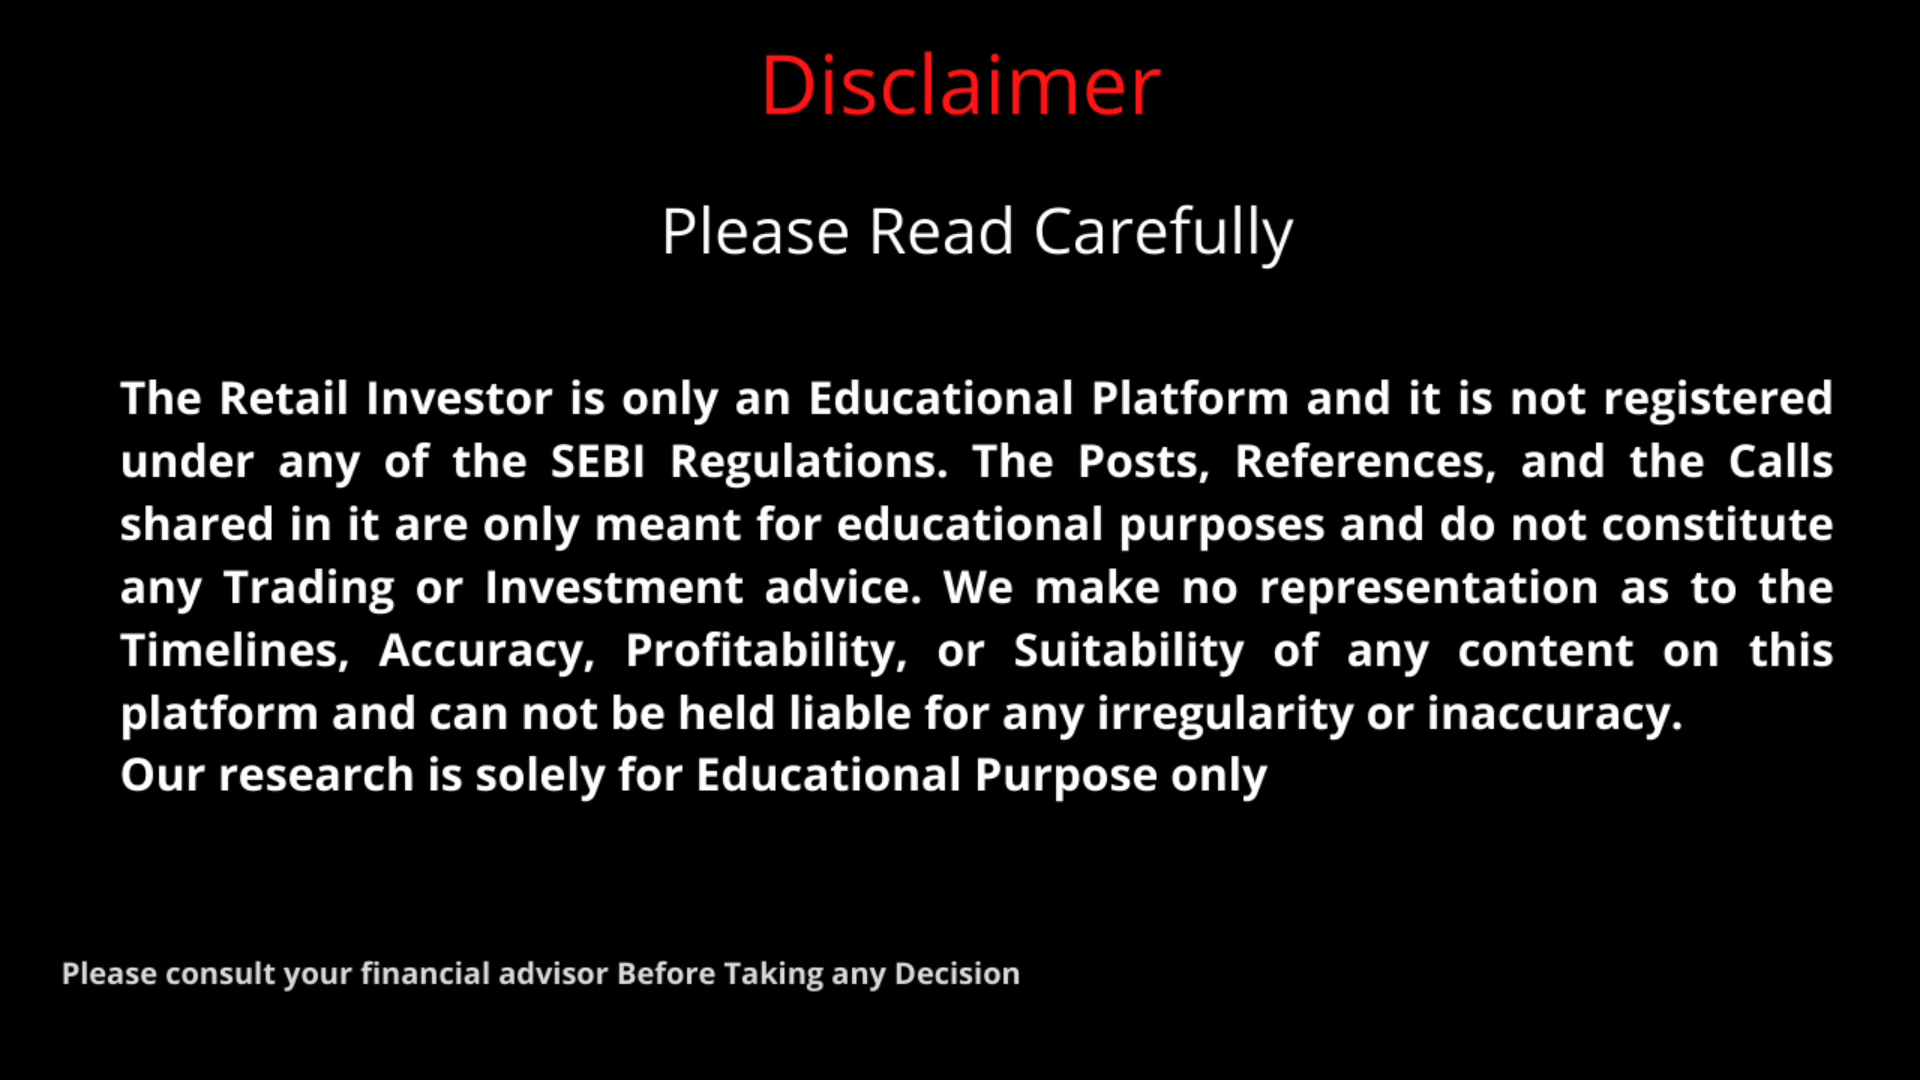 Disclaimer
Please Read Carefully
The Retail Investor is only an Educational Platform and it is not registered
under any of the SEBI Regulations. The Posts, References, and the Calls
shared in it are only meant for educational purposes and do not constitute
any Trading or Investment advice. We make no representation as to the
Timelines, Accuracy, Profitability, or Suitability of any content on this
platform and can not be held liable for any irregularity or inaccuracy.
Our research is solely for Educational Purpose only
Please consult your financial advisor Before Taking any Decision